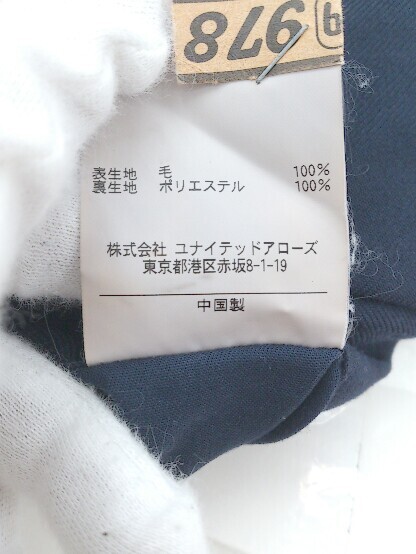 978
表生地 毛 100%
裏生地 ポリエステル 100%
株式会社 ユナイテッドアローズ
東京都港区赤坂8-1-19
中国製